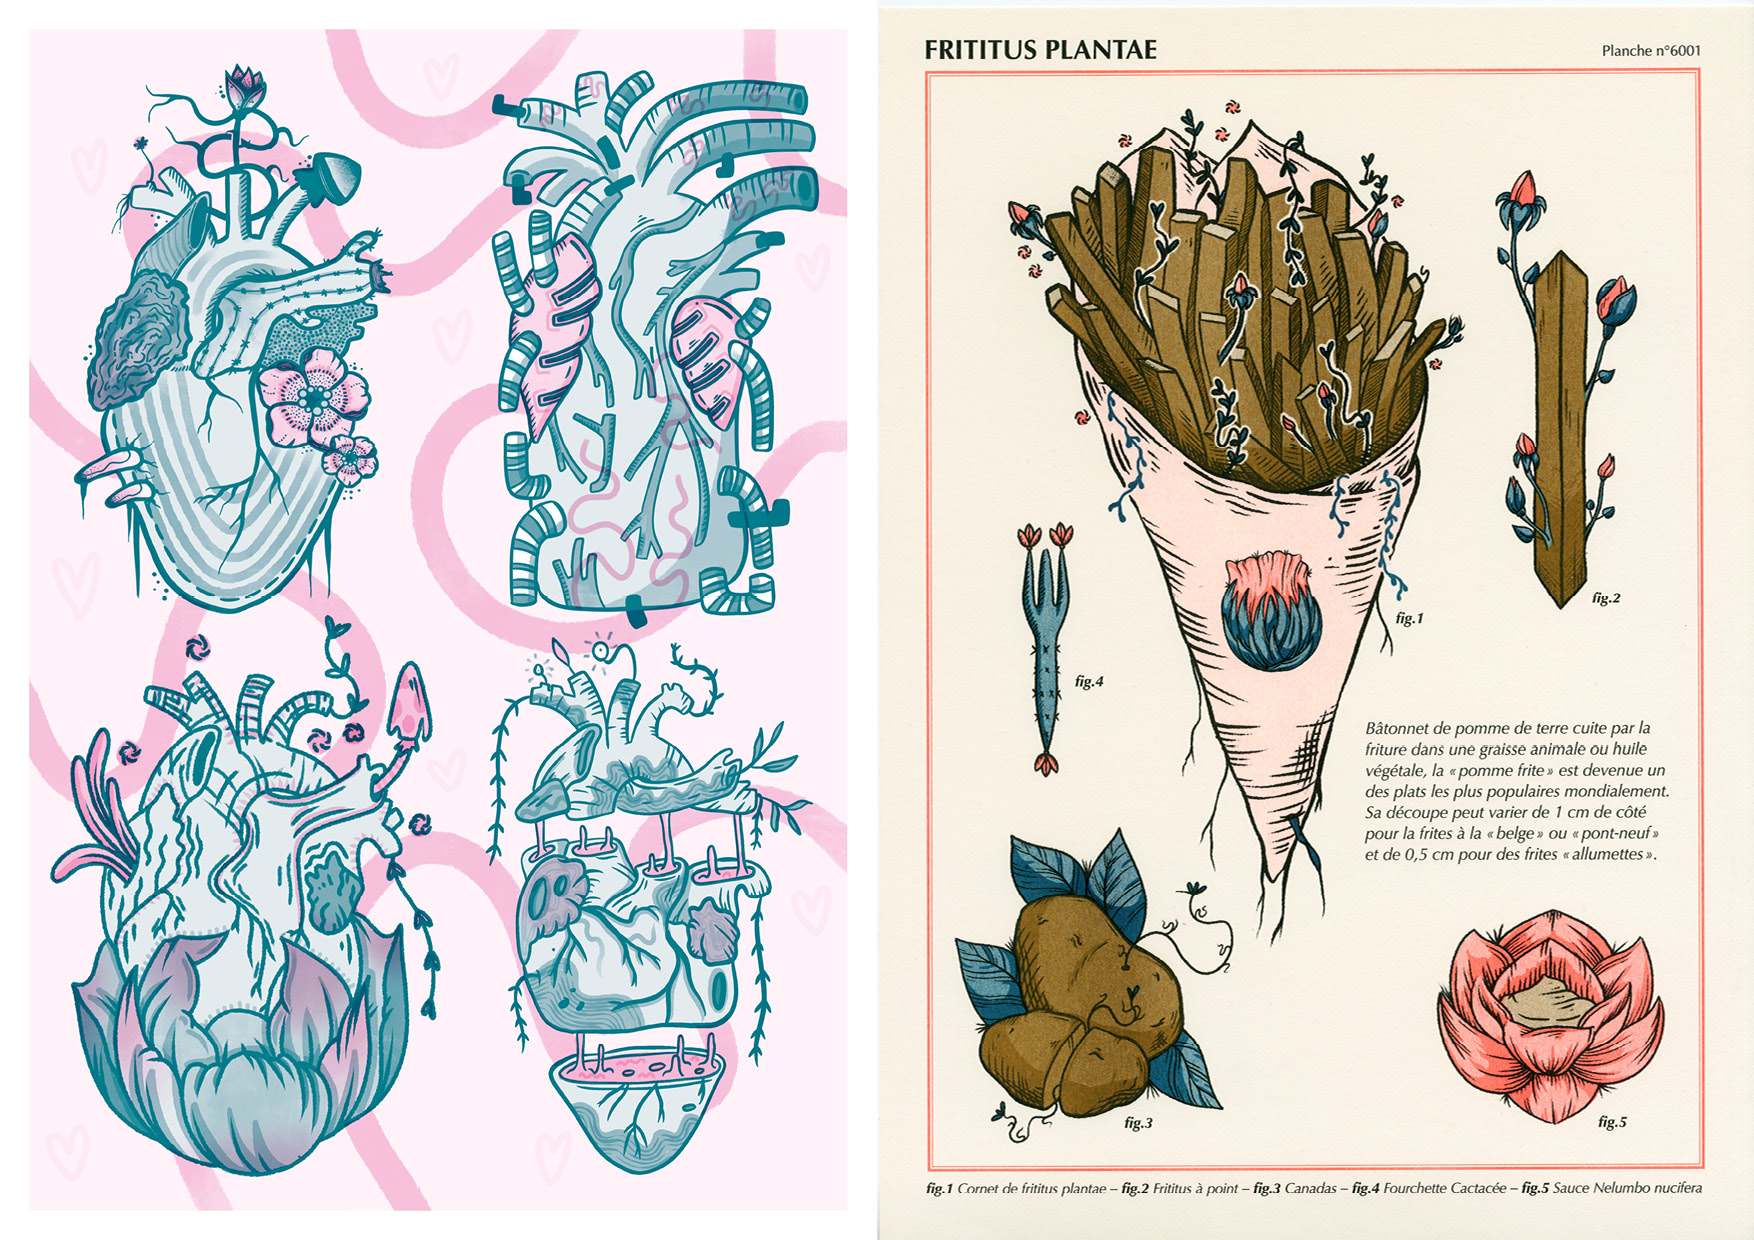 FRITITUS PLANTAE
Planche n°6001
fig.1
fig.2
fig.4
Bâtonnet de pomme de terre cuite par la
friture dans une graisse animale ou huile
végétale, la « pomme frite » est devenue un
des plats les plus populaires mondialement.
Sa découpe peut varier de 1 cm de côté
pour la frites à la « belge » ou « pont-neuf »
et de 0,5 cm pour des frites « allumettes ».
fig.3
fig.5
fig.1 Cornet de frititus plantae – fig.2 Frititus à point – fig.3 Canadas – fig.4 Fourchette Cactacée – fig.5 Sauce Nelumbo nucifera